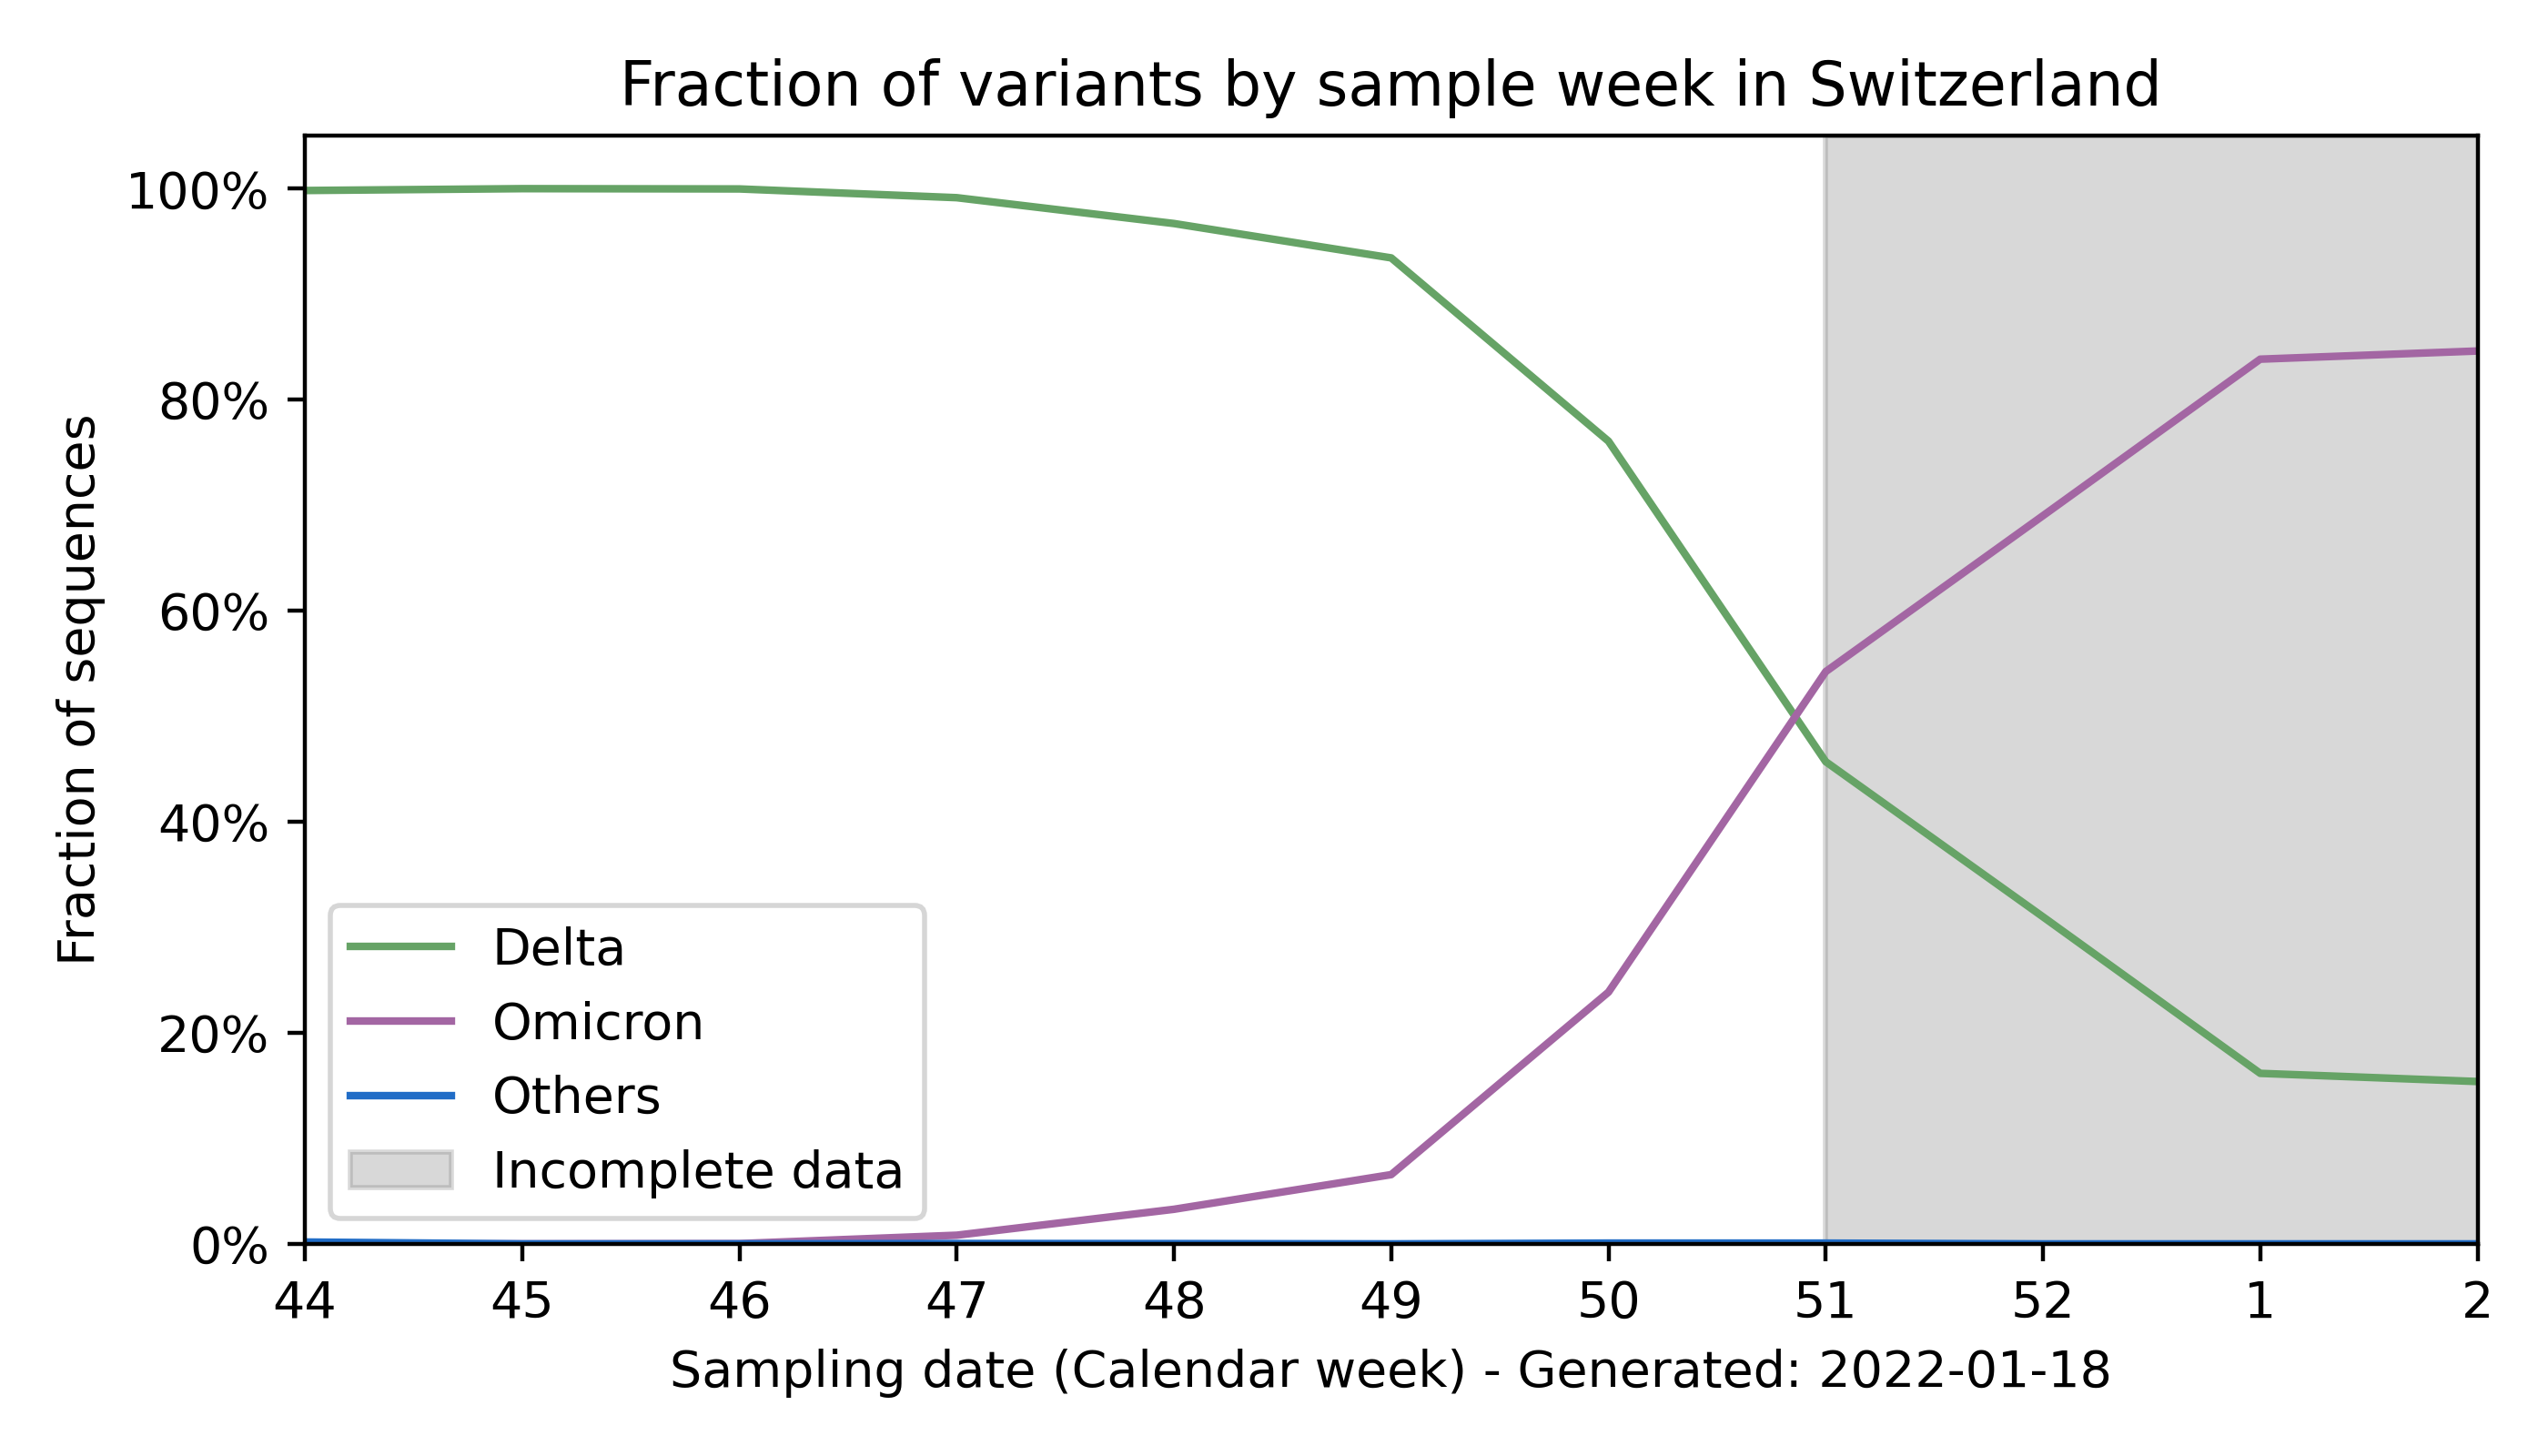 Fraction of variants by sample week in Switzerland
Fraction of sequences
100%
80%
60%
40%
20%
0%
Delta
Omicron
Others
Incomplete data
44 45 46 47 48 49 50 51 52 1 2
Sampling date (Calendar week) - Generated: 2022-01-18